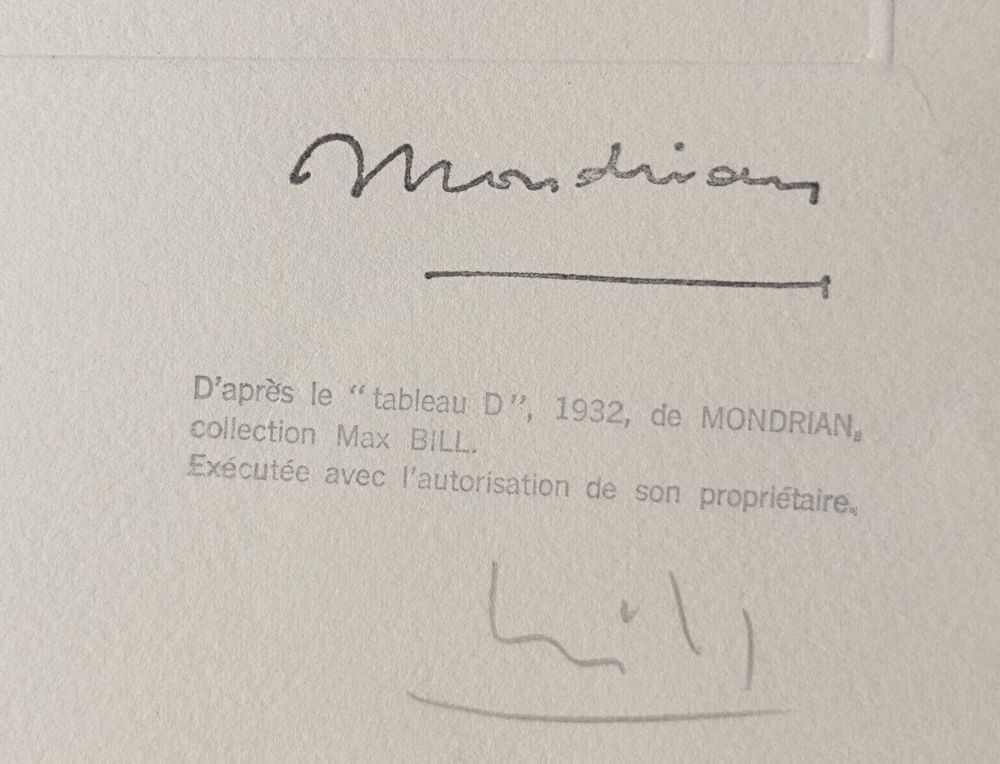 Mondrian
D'après le “tableau D”, 1932, de MONDRIAN,
collection Max BILL.
Exécutée avec l'autorisation de son propriétaire.
bill